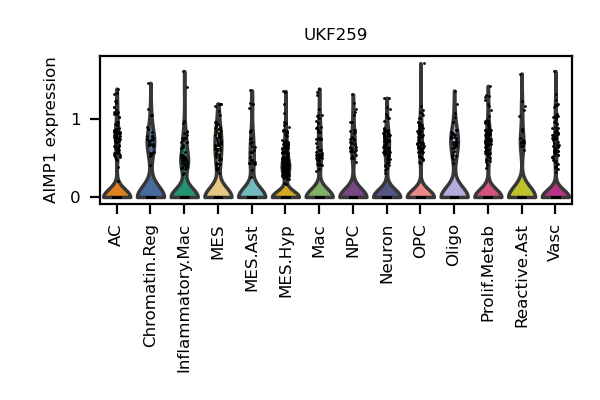 UKF259
AIMP1 expression
1
0
AC
Chromatin.Reg
Inflammatory.Mac
MES
MES.Ast
MES.Hyp
Mac
NPC
Neuron
OPC
Oligo
Prolif.Metab
Reactive.Ast
Vasc